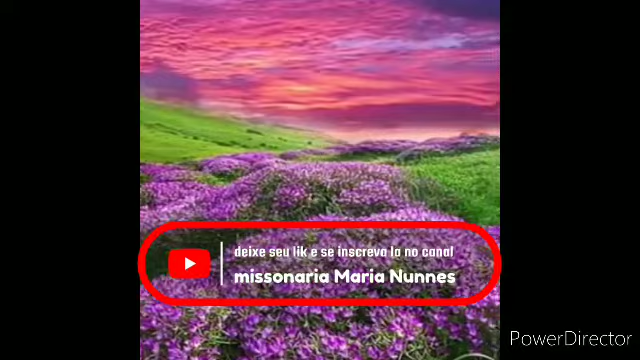 deixe seu lik e se inscreva la no canal
missonaria Maria Nunnes
PowerDirector